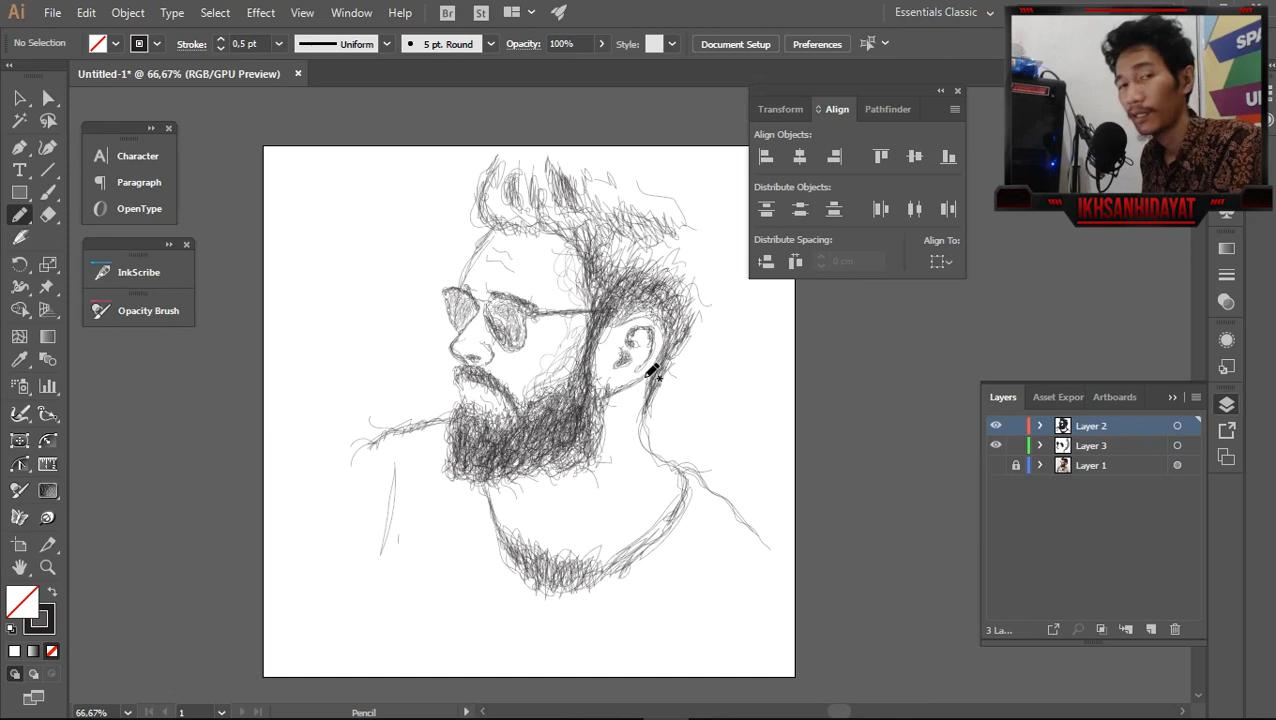 Ai File Edit Object Type Select Effect View Window Help Br St Essentials Classic
No Selection Stroke: 0,5 pt Uniform 5 pt. Round Opacity: 100% Style: Document Setup Preferences
Untitled-1* @ 66,67% (RGB/GPU Preview)
Transform Align Pathfinder
Align Objects:
Distribute Objects:
Distribute Spacing: Align To:
0 cm
Character
Paragraph
OpenType
InkScribe
Opacity Brush
SPA
IKHSANHIDAYAT
Layers Asset Expor Artboards
Layer 2
Layer 3
Layer 1
3 La...
66,67% 1 Pencil